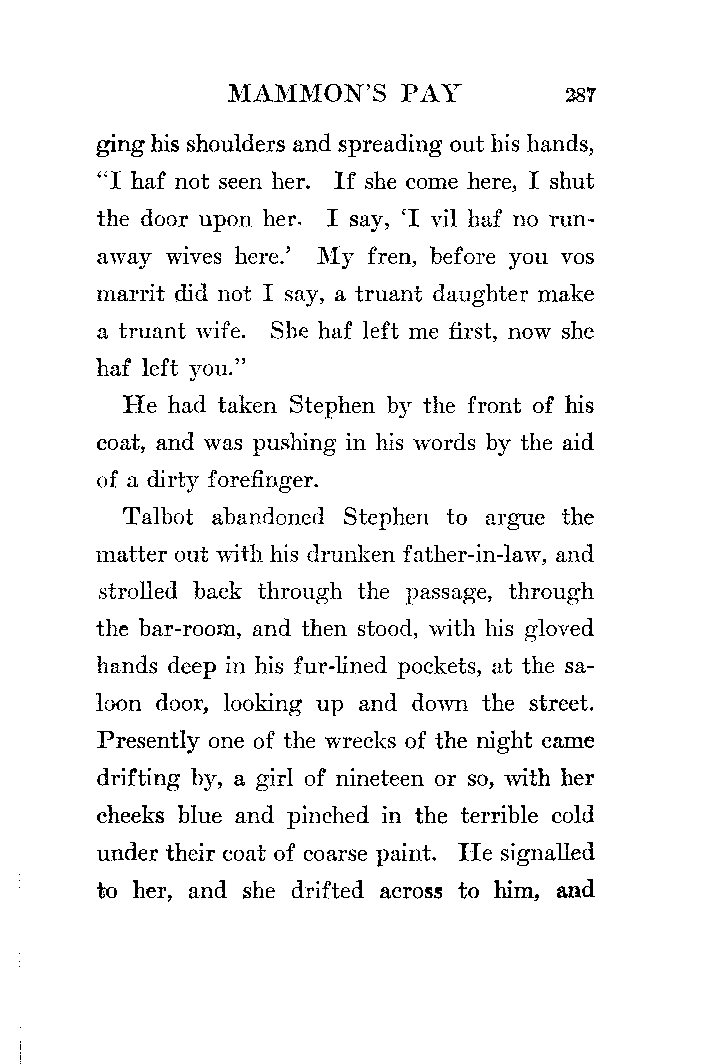 MAMMON'S PAY 287
ging his shoulders and spreading out his hands,
“I haf not seen her. If she come here, I shut
the door upon her. I say, ‘I vil haf no run-
away wives here.’ My fren, before you vos
marrit did not I say, a truant daughter make
a truant wife. She haf left me first, now she
haf left you.”
He had taken Stephen by the front of his
coat, and was pushing in his words by the aid
of a dirty forefinger.
Talbot abandoned Stephen to argue the
matter out with his drunken father-in-law, and
strolled back through the passage, through
the bar-room, and then stood, with his gloved
hands deep in his fur-lined pockets, at the sa-
loon door, looking up and down the street.
Presently one of the wrecks of the night came
drifting by, a girl of nineteen or so, with her
cheeks blue and pinched in the terrible cold
under their coat of coarse paint. He signalled
to her, and she drifted across to him, and